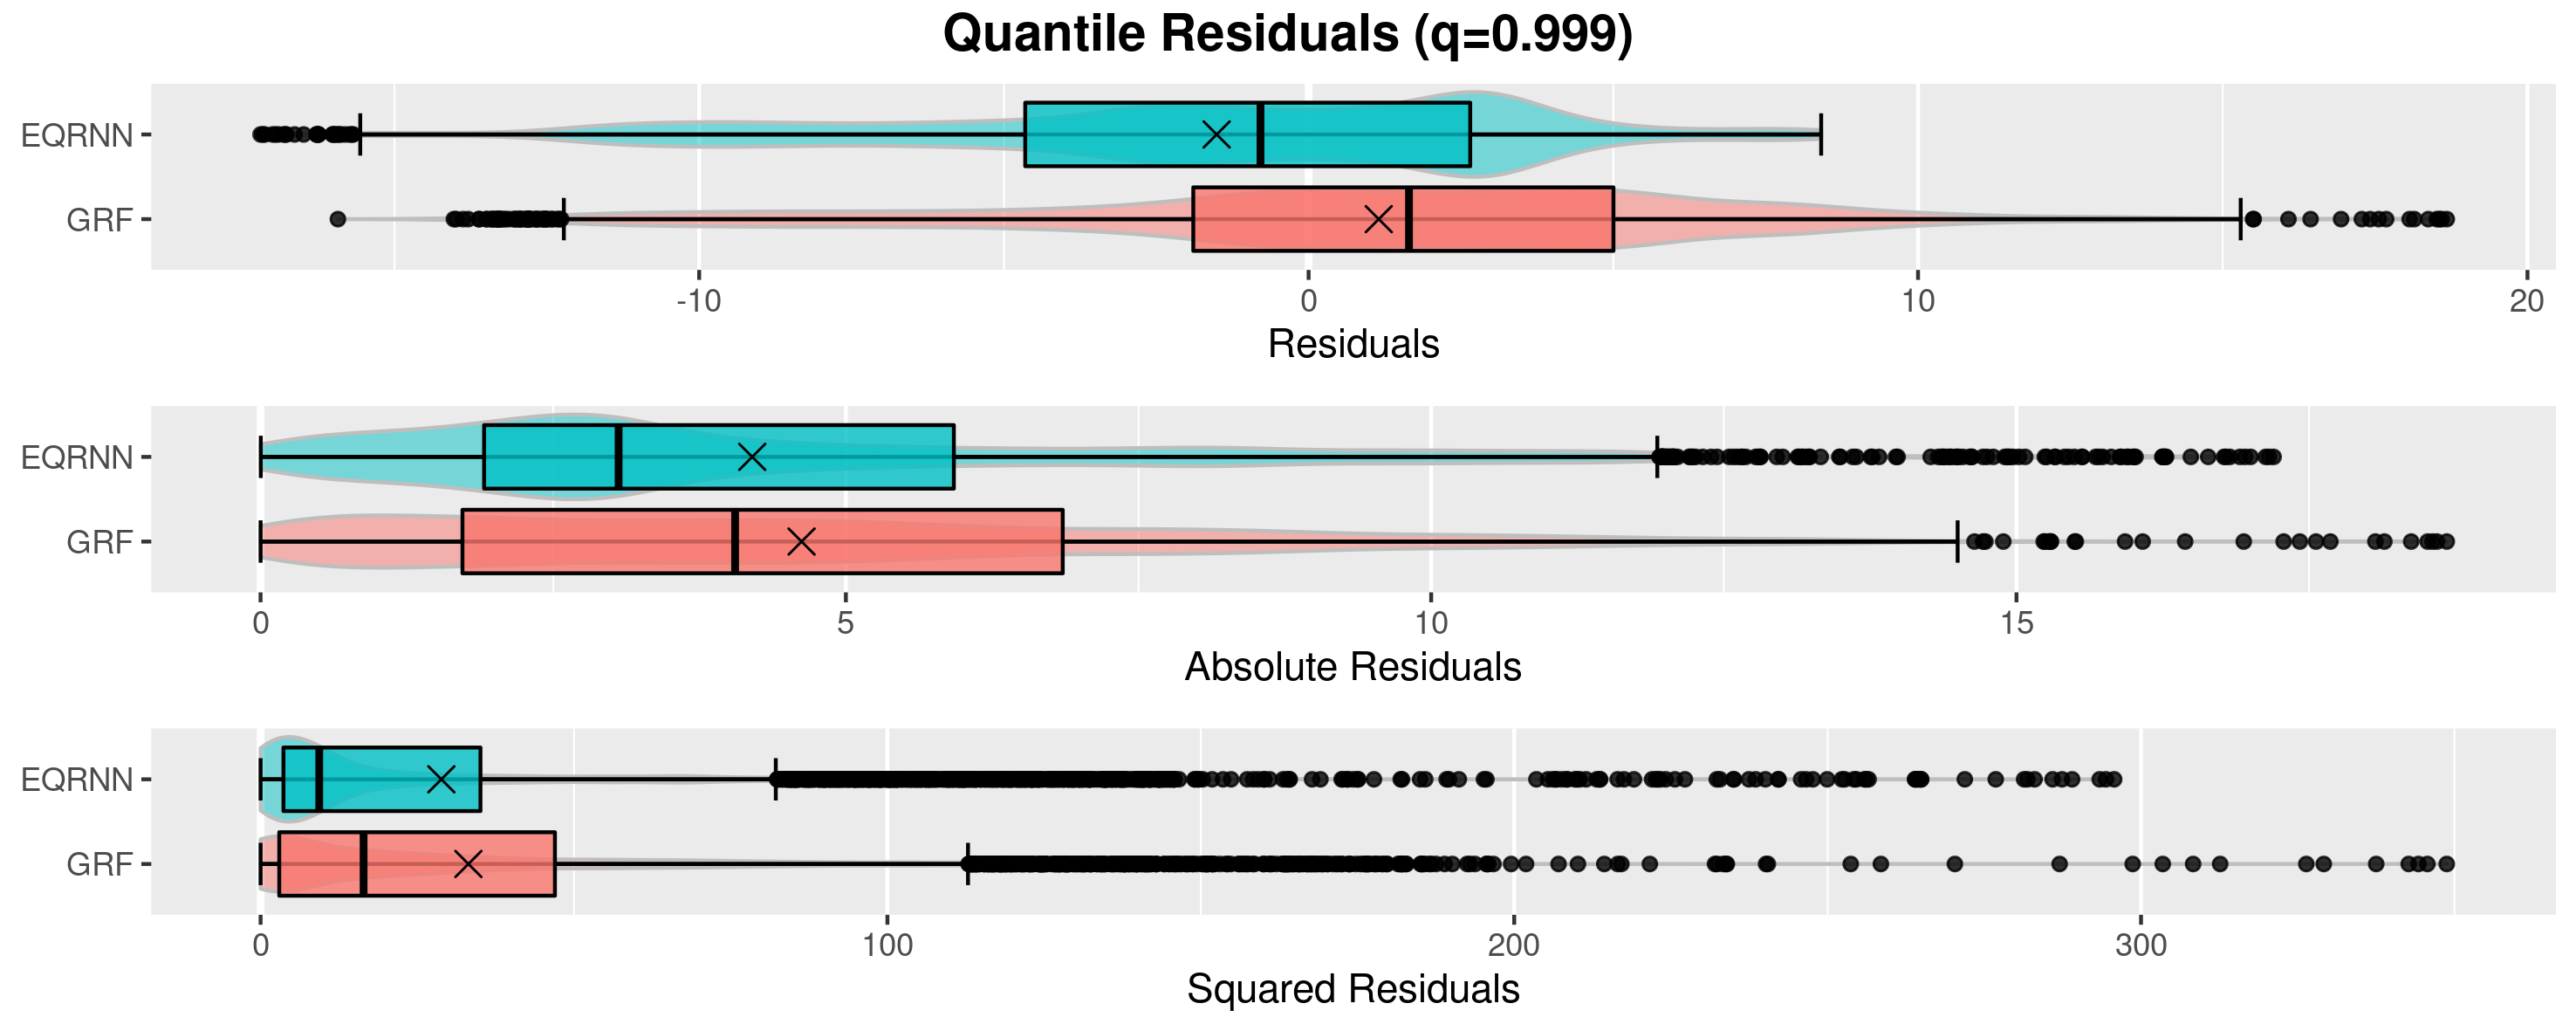 Quantile Residuals (q=0.999)
EQRNN
GRF
-10 0 10 20
Residuals
EQRNN
GRF
0 5 10 15
Absolute Residuals
EQRNN
GRF
0 100 200 300
Squared Residuals